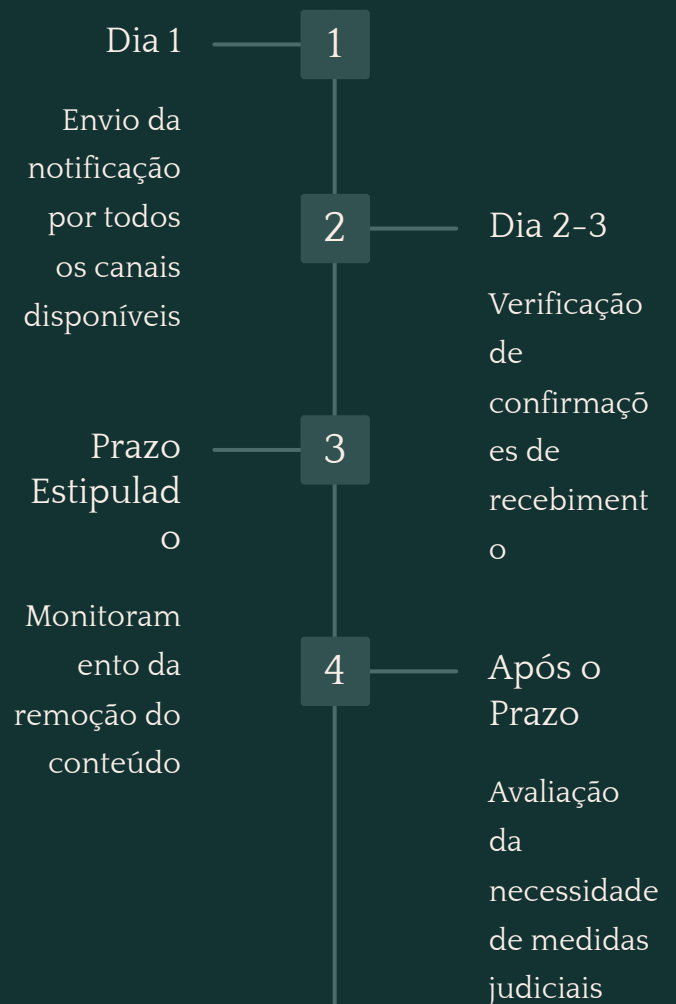 Dia 1
1
Envio da
notificação
por todos
os canais
disponíveis
2
Dia 2-3
Verificação
de
confirmaçõ
es de
recebiment
o
Prazo
Estipulad
o
3
Monitoram
ento da
remoção do
conteúdo
4
Após o
Prazo
Avaliação
da
necessidade
de medidas
judiciais